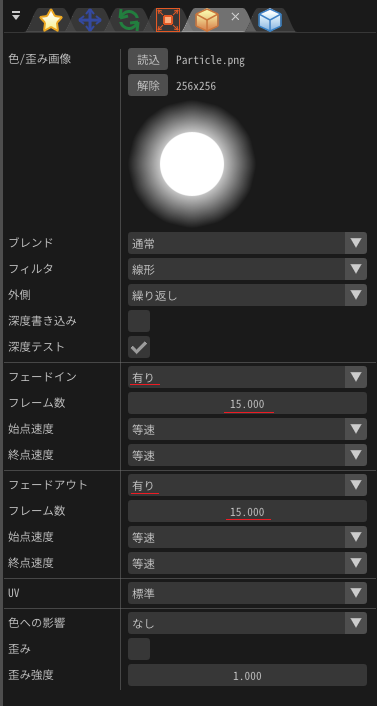 色/歪み画像 読込 Particle.png
解除 256x256
ブレンド 通常
フィルタ 線形
外側 繰り返し
深度書き込み
深度テスト
フェードイン 有り
フレーム数 15.000
始点速度 等速
終点速度 等速
フェードアウト 有り
フレーム数 15.000
始点速度 等速
終点速度 等速
UV 標準
色への影響 なし
歪み
歪み強度 1.000